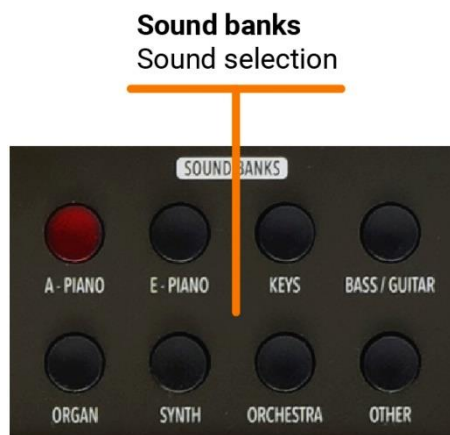 Sound banks
Sound selection
SOUND BANKS
A - PIANO E - PIANO KEYS BASS / GUITAR
ORGAN SYNTH ORCHESTRA OTHER